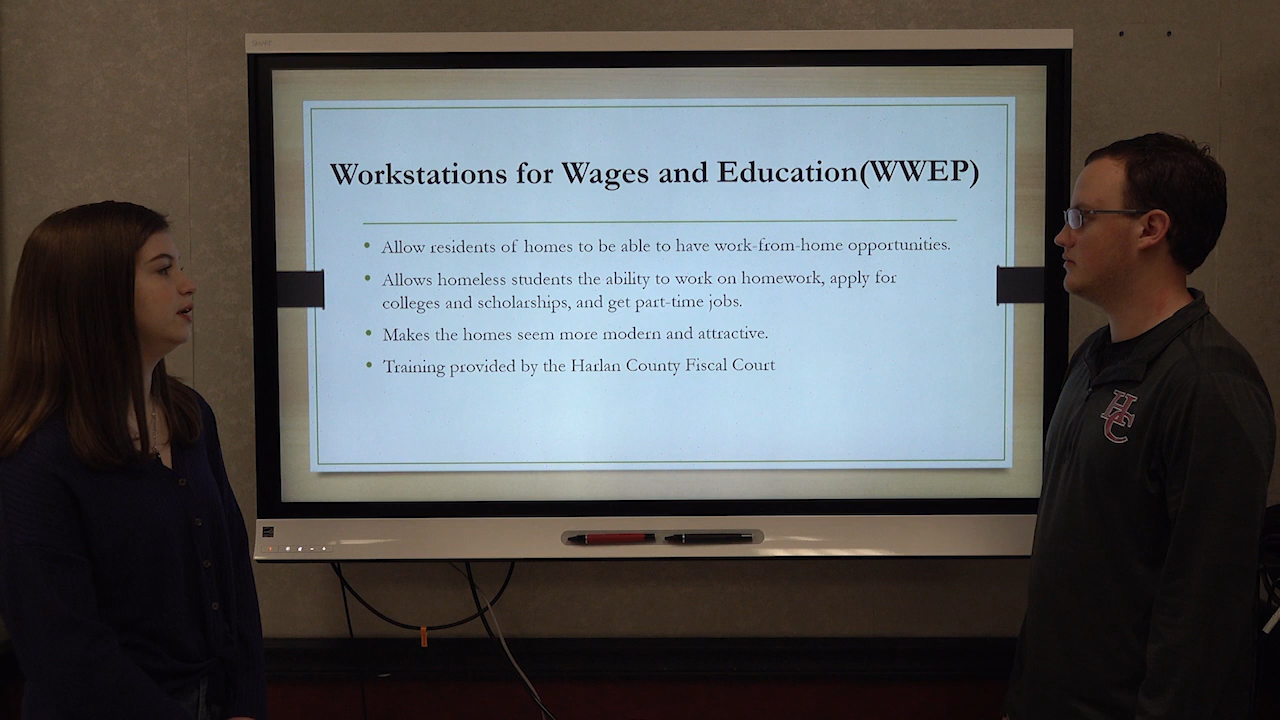 SMART
Workstations for Wages and Education(WWEP)
• Allow residents of homes to be able to have work-from-home opportunities.
• Allows homeless students the ability to work on homework, apply for
colleges and scholarships, and get part-time jobs.
• Makes the homes seem more modern and attractive.
• Training provided by the Harlan County Fiscal Court
HC